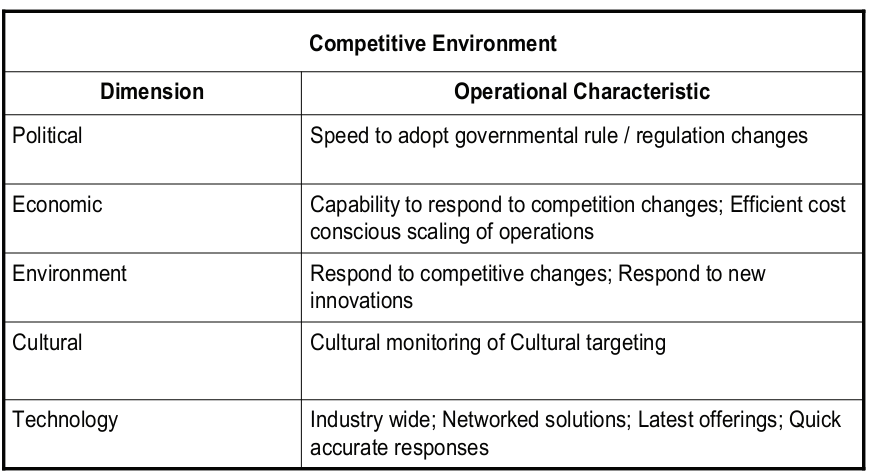 Competitive Environment
Dimension
Operational Characteristic
Political
Speed to adopt governmental rule / regulation changes
Economic
Capability to respond to competition changes; Efficient cost
conscious scaling of operations
Environment
Respond to competitive changes; Respond to new
innovations
Cultural
Cultural monitoring of Cultural targeting
Technology
Industry wide; Networked solutions; Latest offerings; Quick
accurate responses